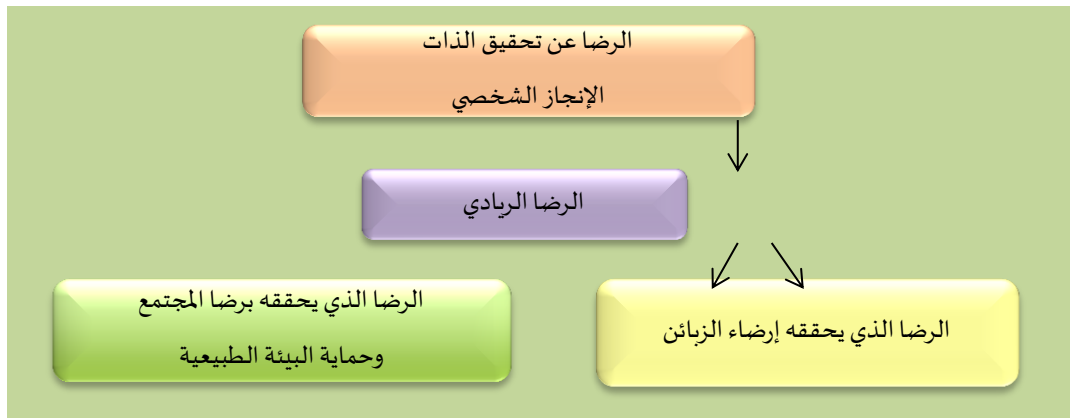 الرضا عن تحقيق الذات
الإنجاز الشخصي
الرضا الريادي
الرضا الذي يحققه إرضاء الزبائن
الرضا الذي يحققه برضا المجتمع
وحماية البيئة الطبيعية